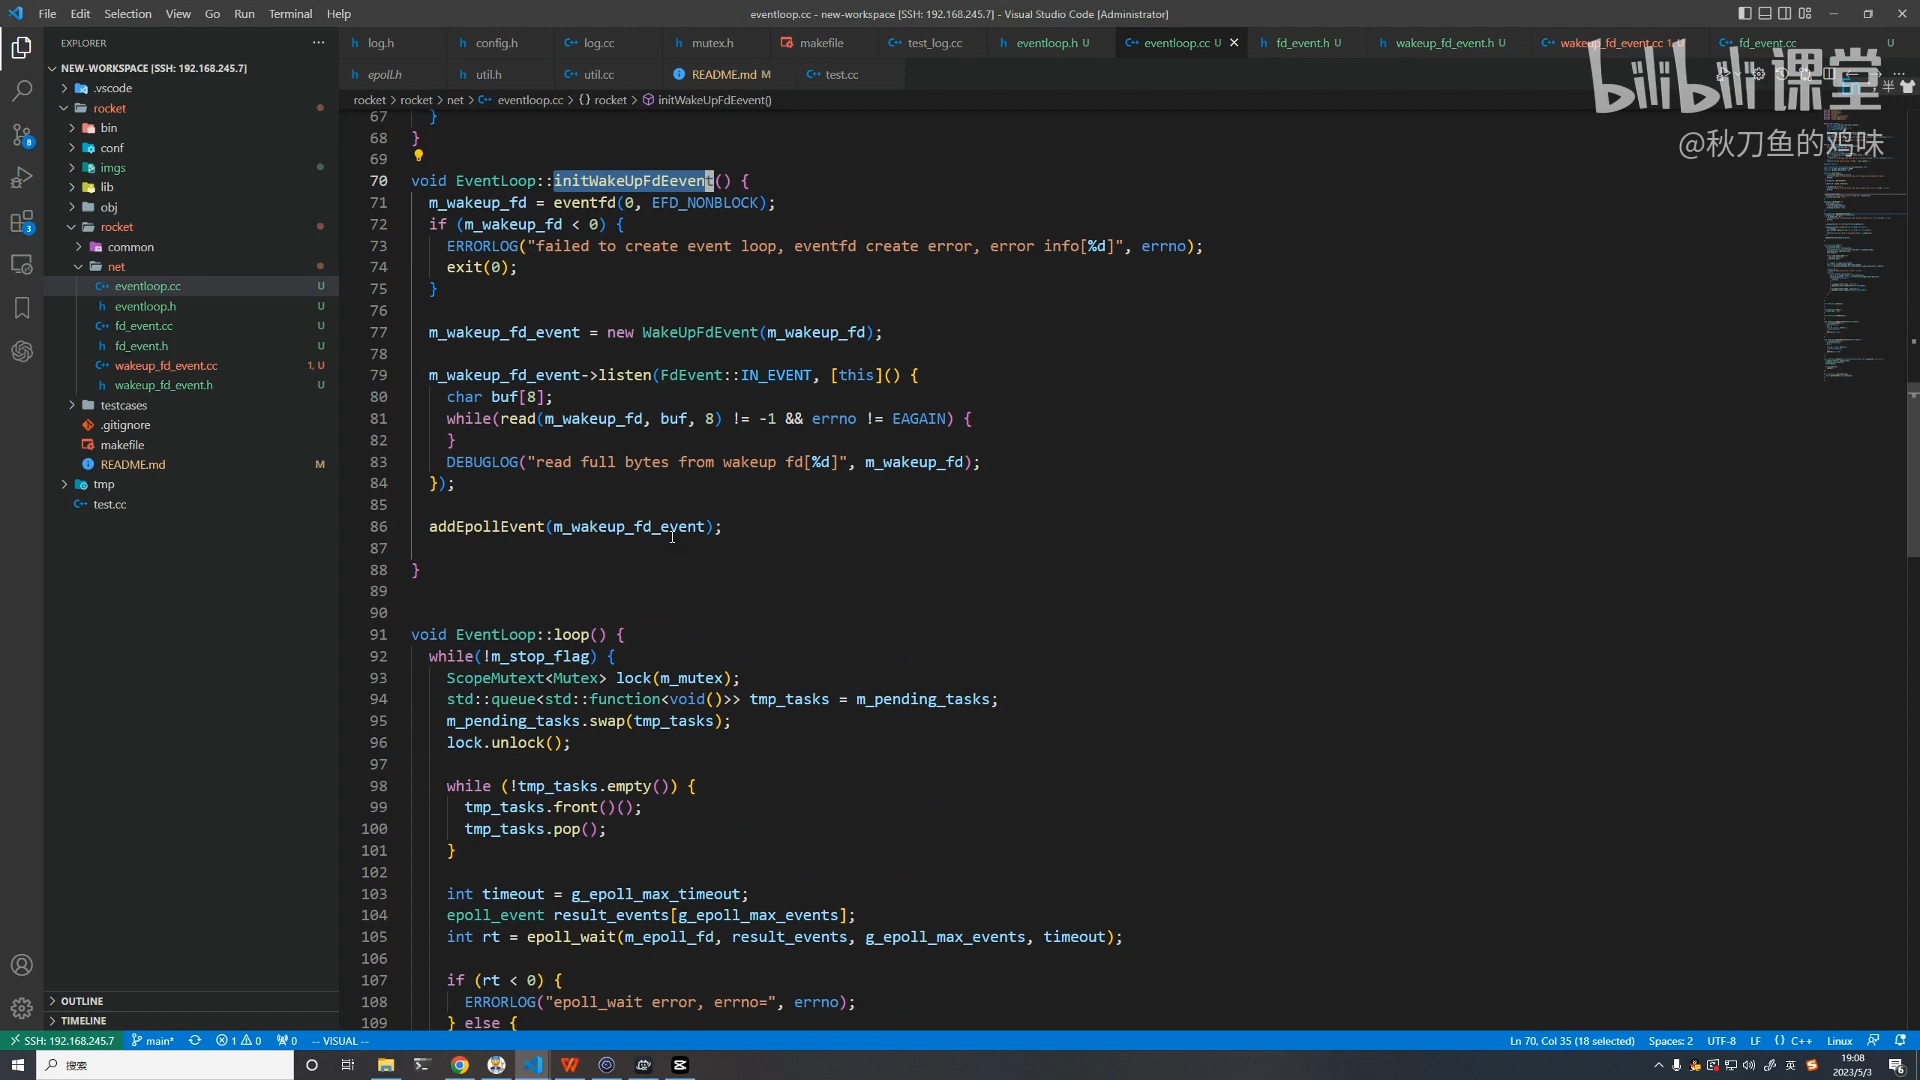 File Edit Selection View Go Run Terminal Help
eventloop.cc - new-workspace [SSH: 192.168.245.7] - Visual Studio Code [Administrator]
EXPLORER
log.h config.h log.cc mutex.h makefile test_log.cc eventloop.h U eventloop.cc U fd_event.h U wakeup_fd_event.h U wakeup_fd_event.cc 1, U fd_event.cc U
epoll.h util.h util.cc README.md M test.cc
rocket > rocket > net > eventloop.cc > {} rocket > initWakeUpFdEevent()
bilibili课堂
@秋刀鱼的鸡味
半
NEW-WORKSPACE [SSH: 192.168.245.7]
.vscode
rocket
bin
conf
imgs
lib
obj
rocket
common
net
eventloop.cc U
eventloop.h U
fd_event.cc U
fd_event.h U
wakeup_fd_event.cc 1, U
wakeup_fd_event.h U
testcases
.gitignore
makefile
README.md M
tmp
test.cc
OUTLINE
TIMELINE
67 }
68 }
69
70 void EventLoop::initWakeUpFdEevent() {
71 m_wakeup_fd = eventfd(0, EFD_NONBLOCK);
72 if (m_wakeup_fd < 0) {
73 ERRORLOG("failed to create event loop, eventfd create error, error info[%d]", errno);
74 exit(0);
75 }
76
77 m_wakeup_fd_event = new WakeUpFdEvent(m_wakeup_fd);
78
79 m_wakeup_fd_event->listen(FdEvent::IN_EVENT, [this]() {
80 char buf[8];
81 while(read(m_wakeup_fd, buf, 8) != -1 && errno != EAGAIN) {
82 }
83 DEBUGLOG("read full bytes from wakeup fd[%d]", m_wakeup_fd);
84 });
85
86 addEpollEvent(m_wakeup_fd_event);
87
88 }
89
90
91 void EventLoop::loop() {
92 while(!m_stop_flag) {
93 ScopeMutext<Mutex> lock(m_mutex);
94 std::queue<std::function<void()>> tmp_tasks = m_pending_tasks;
95 m_pending_tasks.swap(tmp_tasks);
96 lock.unlock();
97
98 while (!tmp_tasks.empty()) {
99 tmp_tasks.front()();
100 tmp_tasks.pop();
101 }
102
103 int timeout = g_epoll_max_timeout;
104 epoll_event result_events[g_epoll_max_events];
105 int rt = epoll_wait(m_epoll_fd, result_events, g_epoll_max_events, timeout);
106
107 if (rt < 0) {
108 ERRORLOG("epoll_wait error, errno=", errno);
109 } else {
SSH: 192.168.245.7 main* 1 0 0 -- VISUAL -- Ln 70, Col 35 (18 selected) Spaces: 2 UTF-8 LF {} C++ Linux
搜索
英
19:08
2023/5/3
6